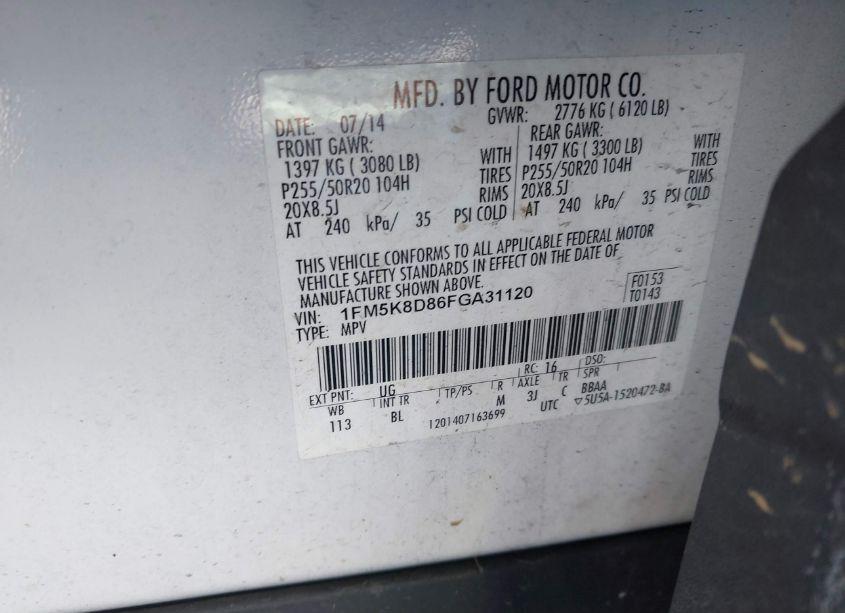 MFD. BY FORD MOTOR CO.
DATE: 07/14 GVWR: 2776 KG ( 6120 LB)
FRONT GAWR: REAR GAWR:
1397 KG ( 3080 LB) WITH 1497 KG ( 3300 LB) WITH
P255/50R20 104H TIRES P255/50R20 104H TIRES
20X8.5J RIMS 20X8.5J RIMS
AT 240 kPa/ 35 PSI COLD AT 240 kPa/ 35 PSI COLD
THIS VEHICLE CONFORMS TO ALL APPLICABLE FEDERAL MOTOR
VEHICLE SAFETY STANDARDS IN EFFECT ON THE DATE OF
MANUFACTURE SHOWN ABOVE.
VIN: 1FM5K8D86FGA31120 F0153
TYPE: MPV T0143
EXT PNT: UG RC: 16 DSO:
WB INT TR TP/PS R AXLE TR SPR
113 BL M 3J C BBAA
1201407163699 UTC ▽5U5A-1520472-BA